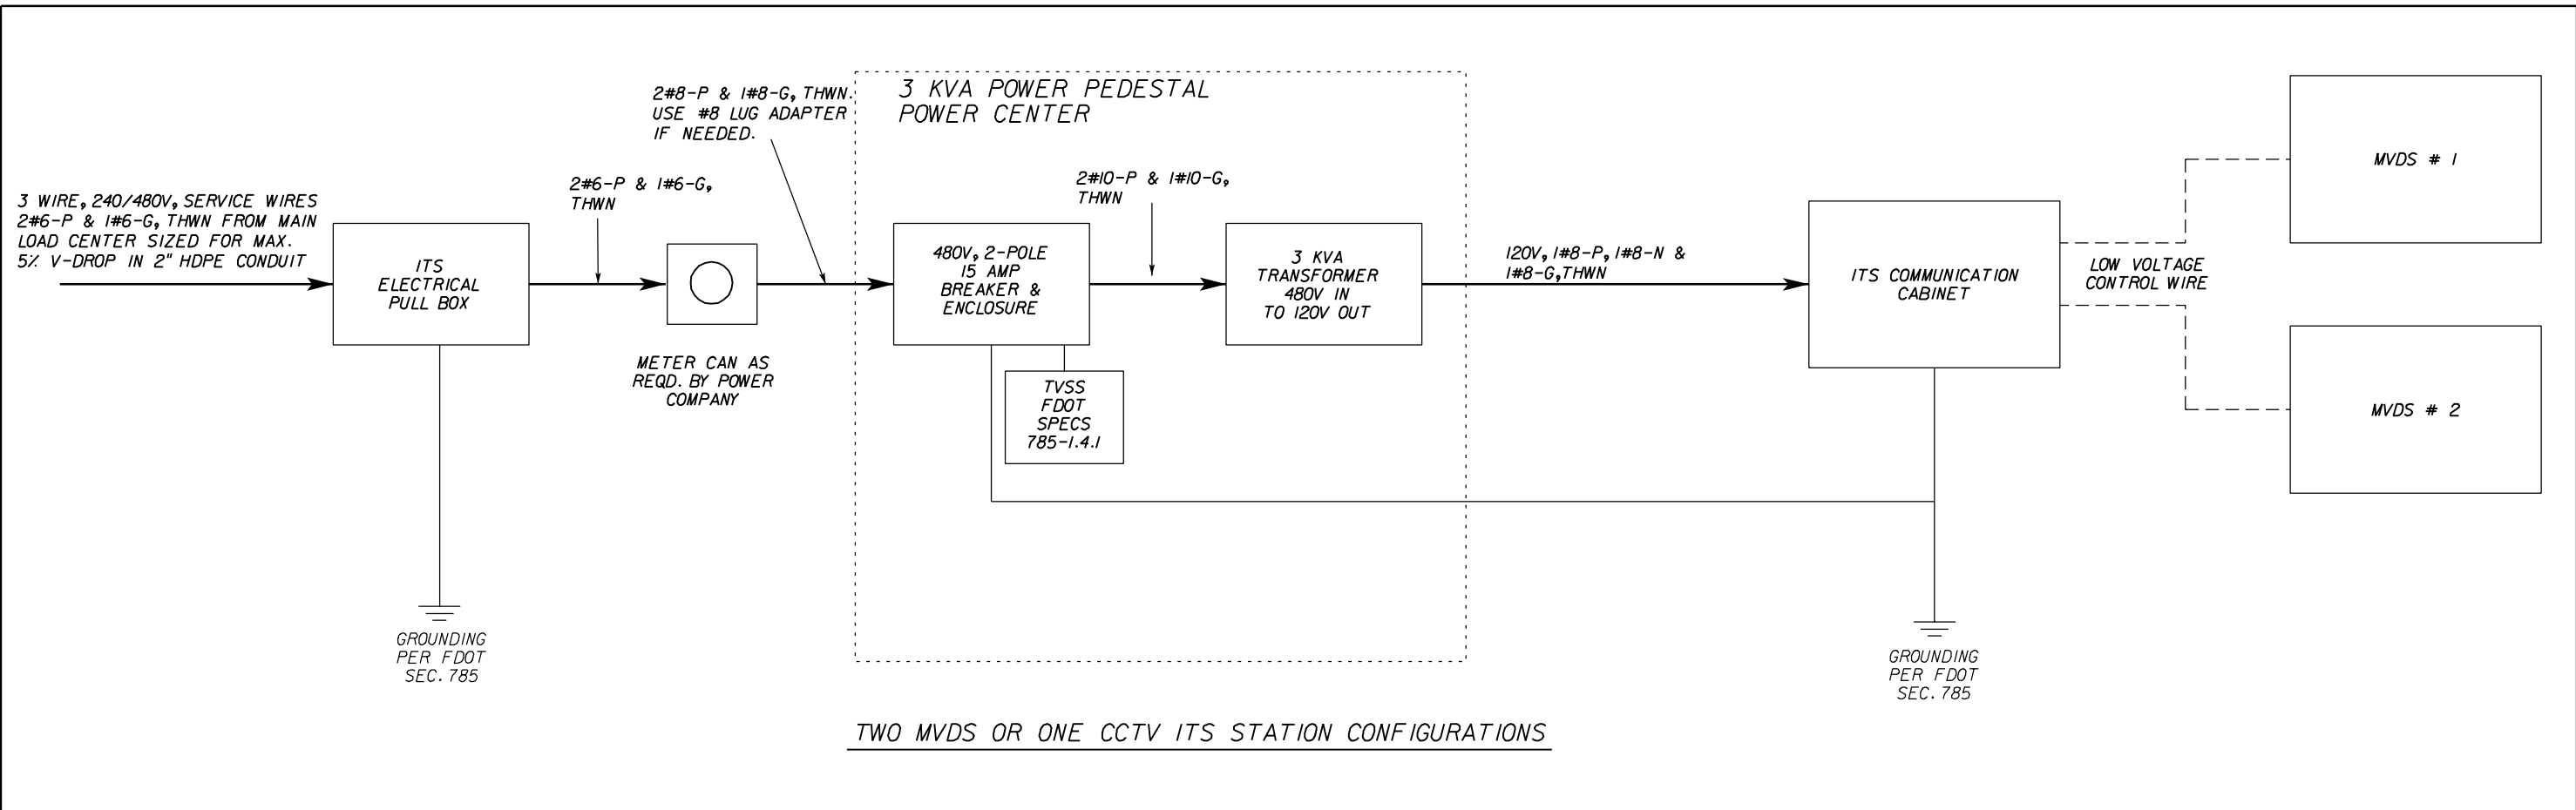 3 WIRE, 240/480V, SERVICE WIRES
2#6-P & 1#6-G, THWN FROM MAIN
LOAD CENTER SIZED FOR MAX.
5% V-DROP IN 2" HDPE CONDUIT
ITS
ELECTRICAL
PULL BOX
GROUNDING
PER FDOT
SEC. 785
2#6-P & 1#6-G,
THWN
METER CAN AS
REQD. BY POWER
COMPANY
2#8-P & 1#8-G, THWN.
USE #8 LUG ADAPTER
IF NEEDED.
3 KVA POWER PEDESTAL
POWER CENTER
480V, 2-POLE
15 AMP
BREAKER &
ENCLOSURE
TVSS
FDOT
SPECS
785-1.4.1
2#10-P & 1#10-G,
THWN
3 KVA
TRANSFORMER
480V IN
TO 120V OUT
120V, 1#8-P, 1#8-N &
1#8-G,THWN
ITS COMMUNICATION
CABINET
GROUNDING
PER FDOT
SEC. 785
LOW VOLTAGE
CONTROL WIRE
MVDS # 1
MVDS # 2
TWO MVDS OR ONE CCTV ITS STATION CONFIGURATIONS